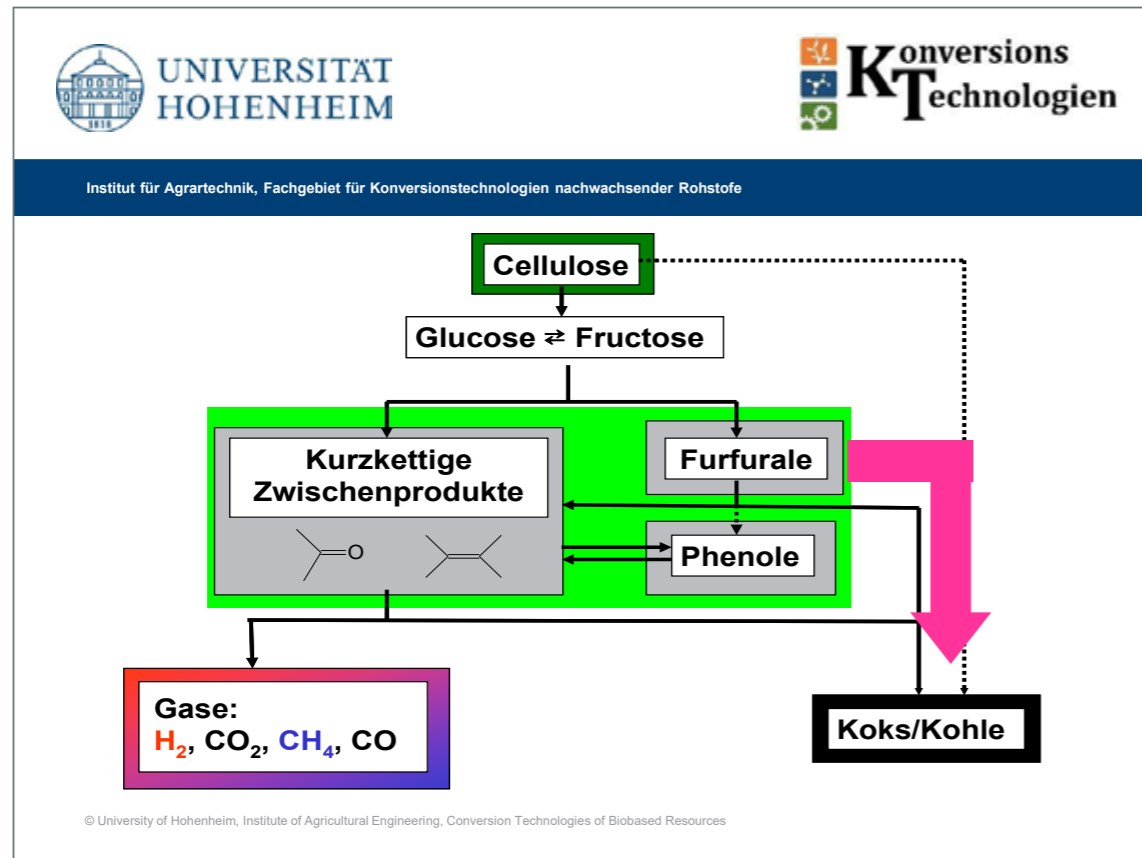 UNIVERSITÄT
HOHENHEIM
1818
Konversions
Technologien
Institut für Agrartechnik, Fachgebiet für Konversionstechnologien nachwachsender Rohstofe
Cellulose
Glucose ⇄ Fructose
Kurzkettige
Zwischenprodukte
Furfurale
O
Phenole
Gase:
H₂, CO₂, CH₄, CO
Koks/Kohle
© University of Hohenheim, Institute of Agricultural Engineering, Conversion Technologies of Biobased Resources